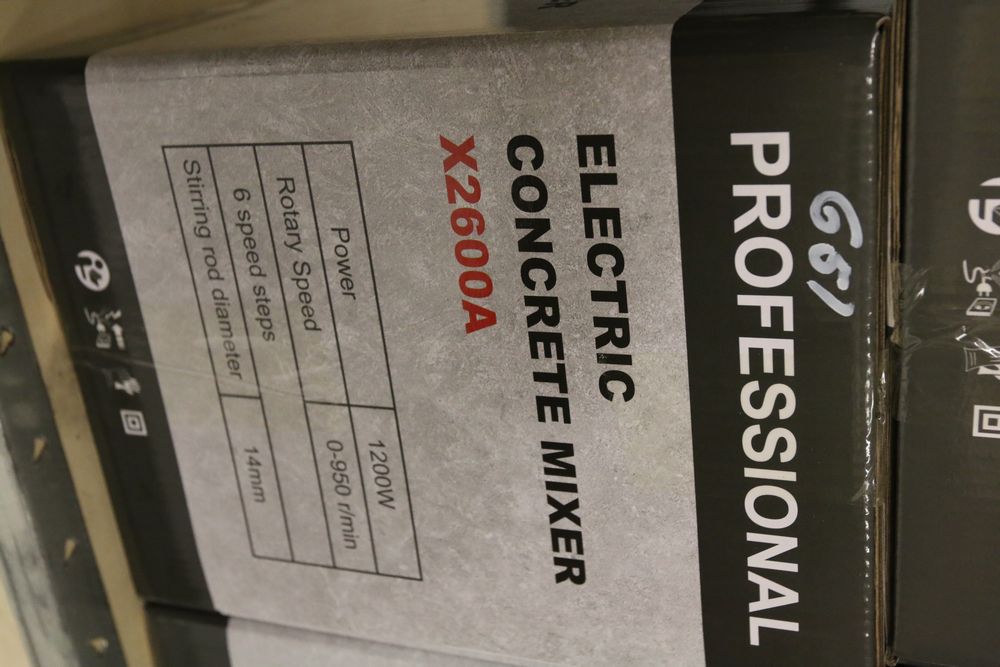 PROFESSIONAL
ELECTRIC
CONCRETE MIXER
X2600A
Power 1200W
Rotary Speed 0-950 r/min
6 speed steps
Stirring rod diameter 14mm